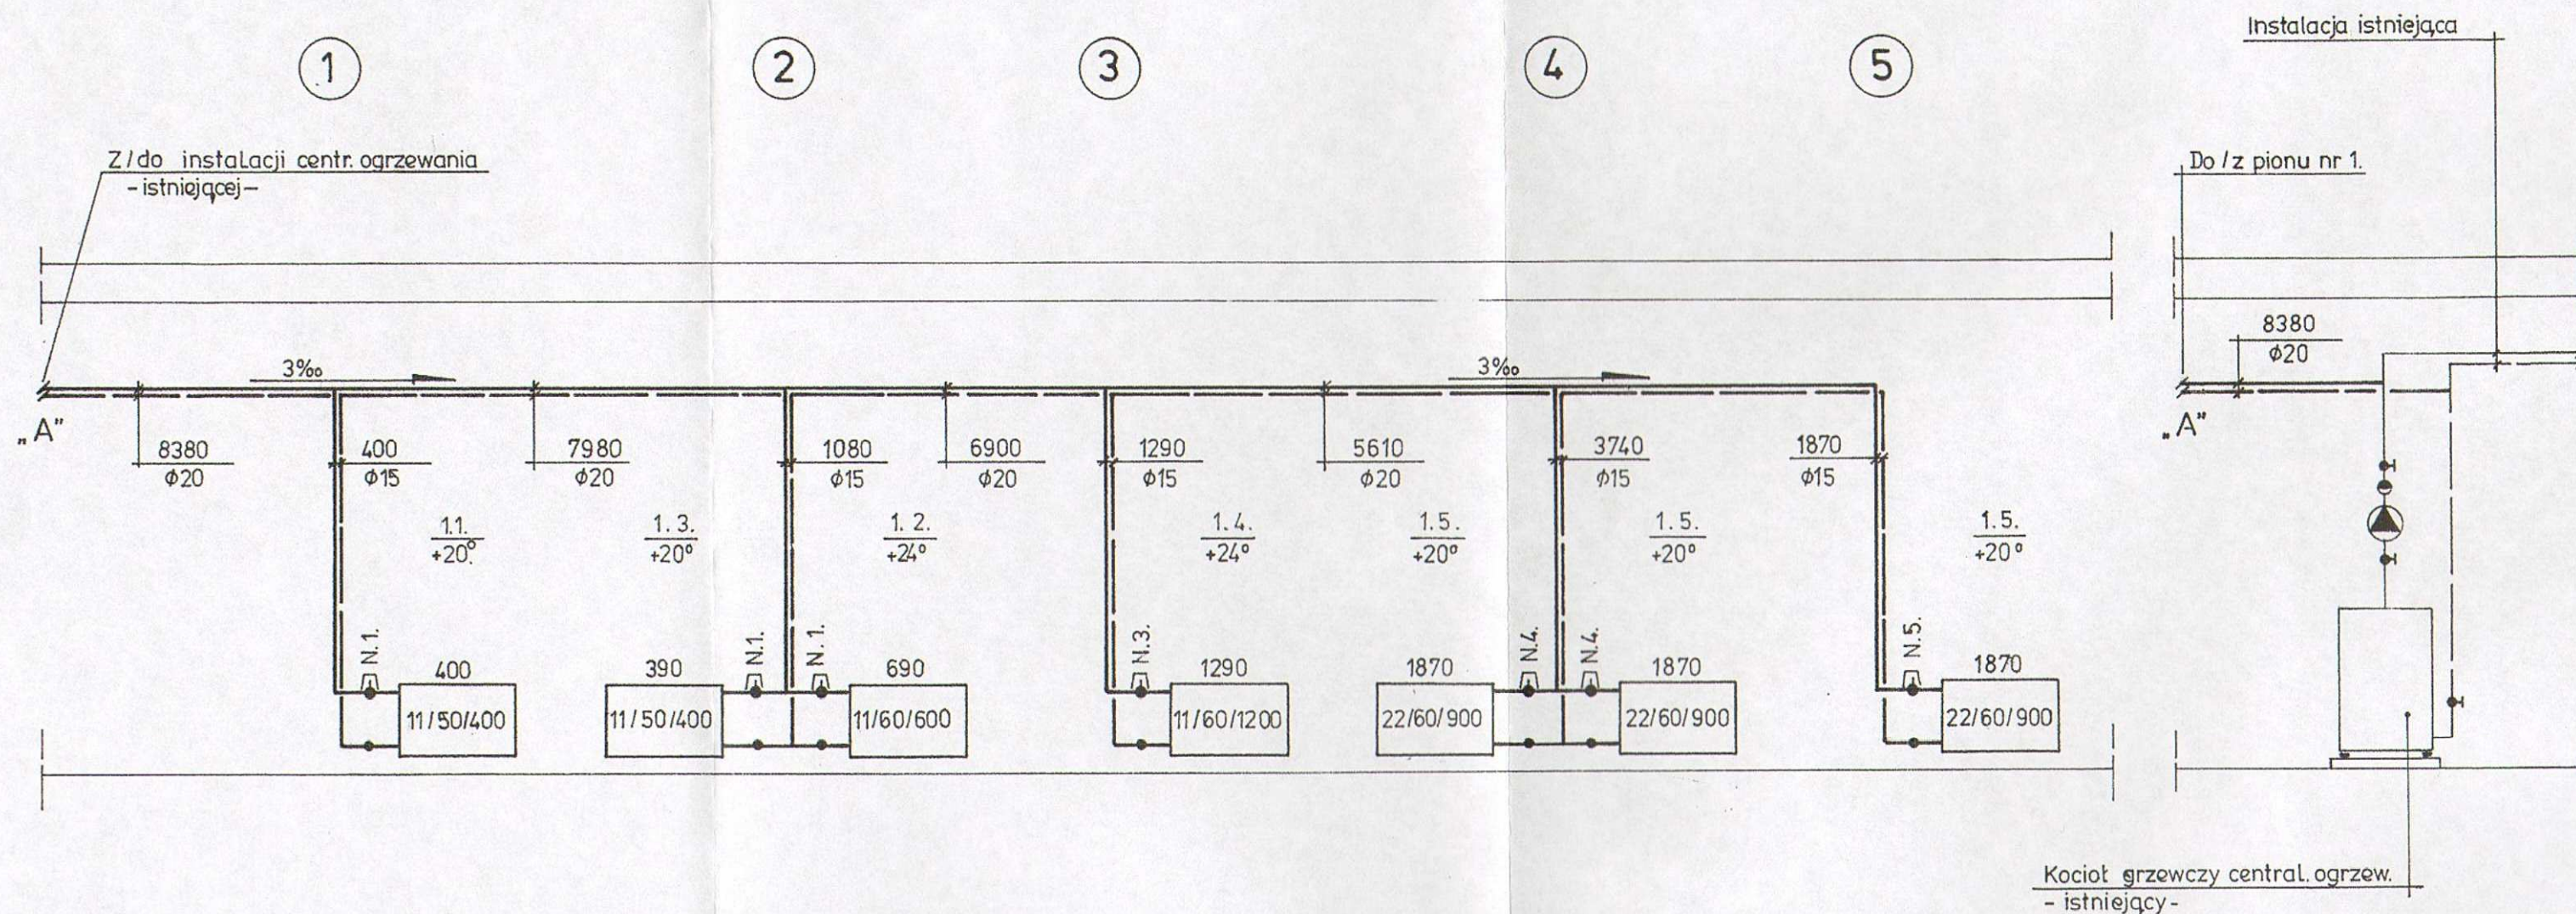 1
2
3
4
5
Instalacja istniejąca
Z/do instalacji centr. ogrzewania
- istniejącej -
Do / z pionu nr 1.
8380
φ20
3‰
3‰
„A”
„A”
8380
φ20
400
φ15
7980
φ20
1080
φ15
6900
φ20
1290
φ15
5610
φ20
3740
φ15
1870
φ15
1.1.
+20°
1.3.
+20°
1.2.
+24°
1.4.
+24°
1.5.
+20°
1.5.
+20°
1.5.
+20°
N.1.
N.1.
N.1.
N.3.
N.4.
N.4.
N.5.
400
390
690
1290
1870
1870
1870
11/50/400
11/50/400
11/60/600
11/60/1200
22/60/900
22/60/900
22/60/900
Kocioł grzewczy central. ogrzew.
- istniejący -